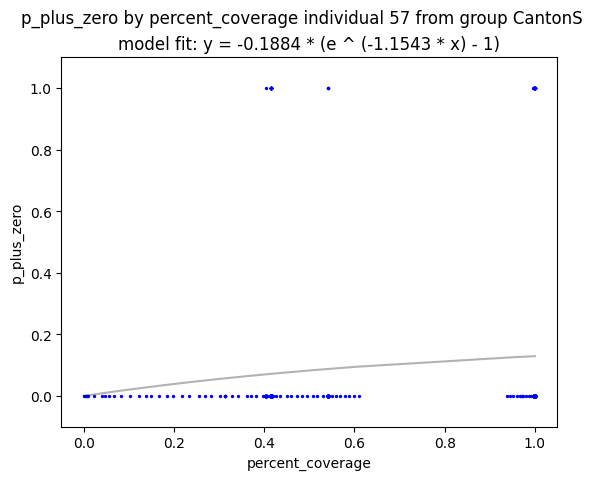 p_plus_zero by percent_coverage individual 57 from group CantonS
model fit: y = -0.1884 * (e ^ (-1.1543 * x) - 1)
1.0
0.8
0.6
0.4
0.2
0.0
p_plus_zero
0.0 0.2 0.4 0.6 0.8 1.0
percent_coverage